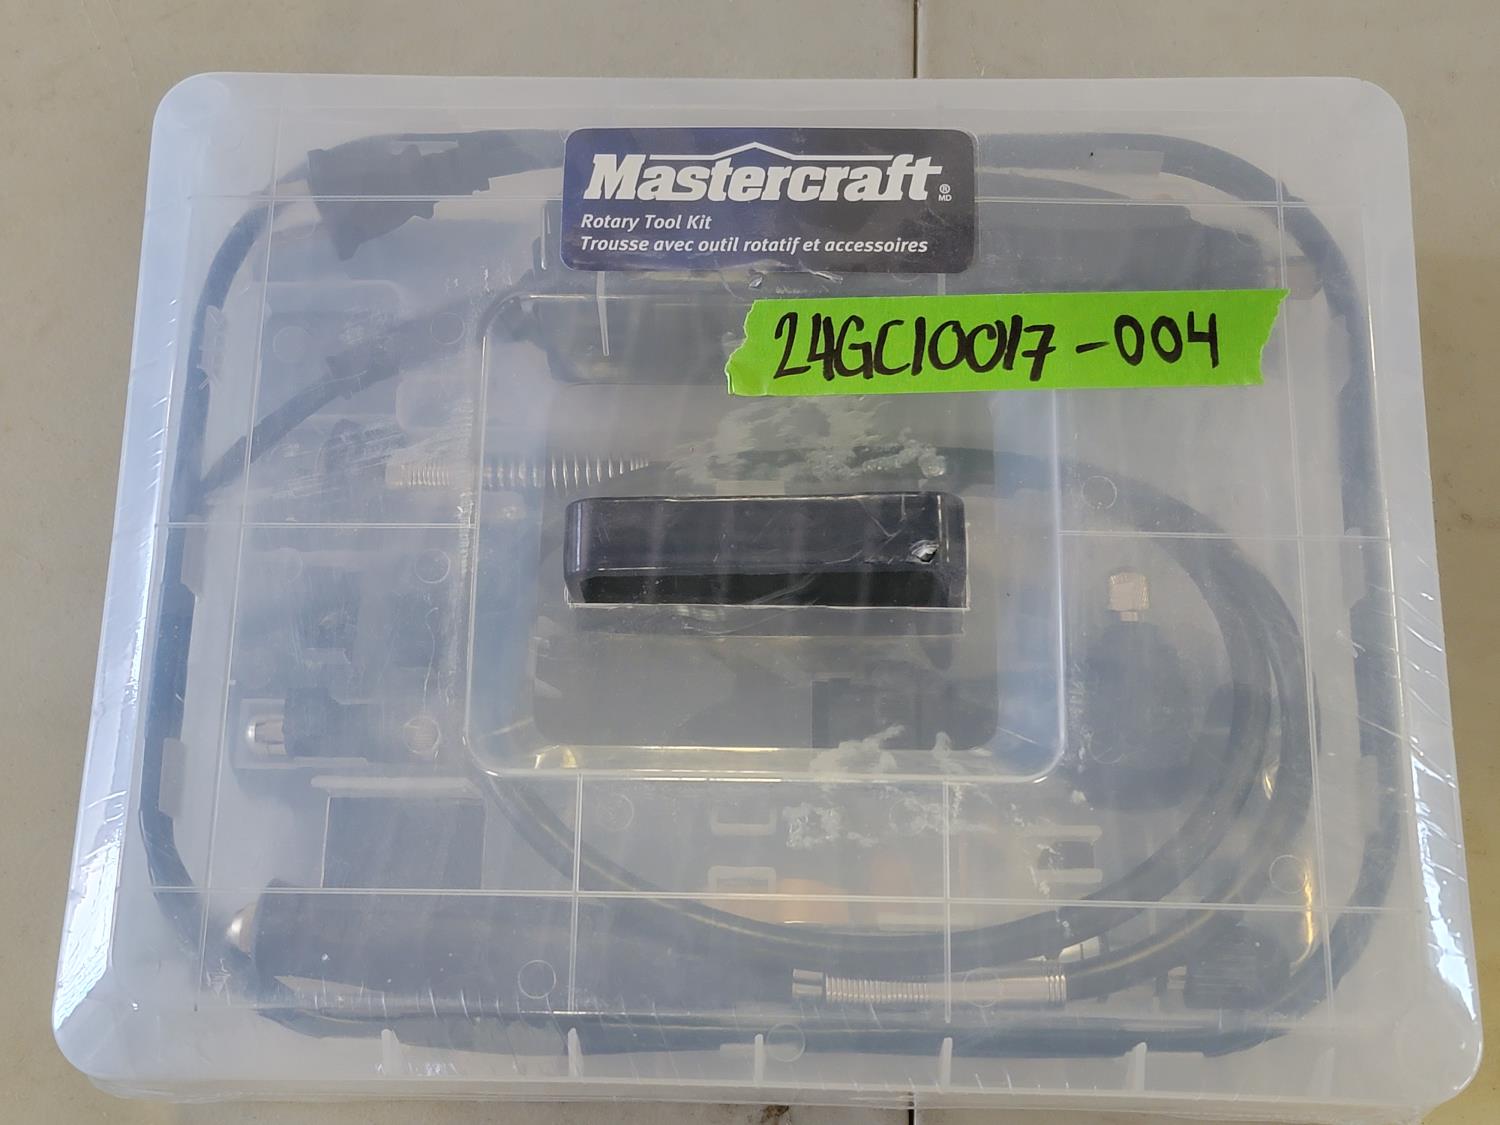 Mastercraft
®
MD
Rotary Tool Kit
Trousse avec outil rotatif et accessoires
24GC10017-004